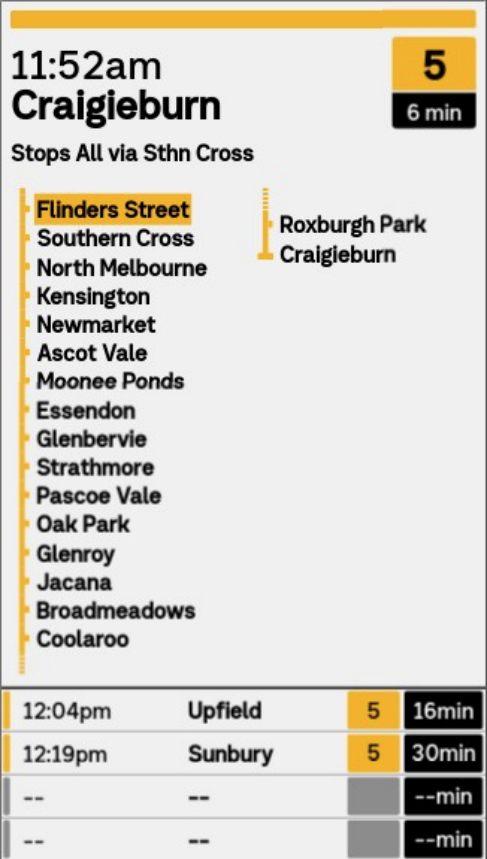 11:52am
5
Craigieburn
6 min
Stops All via Sthn Cross
Flinders Street
Southern Cross
North Melbourne
Kensington
Newmarket
Ascot Vale
Moonee Ponds
Essendon
Glenbervie
Strathmore
Pascoe Vale
Oak Park
Glenroy
Jacana
Broadmeadows
Coolaroo
Roxburgh Park
Craigieburn
12:04pm Upfield 5 16min
12:19pm Sunbury 5 30min
-- -- --min
-- -- --min